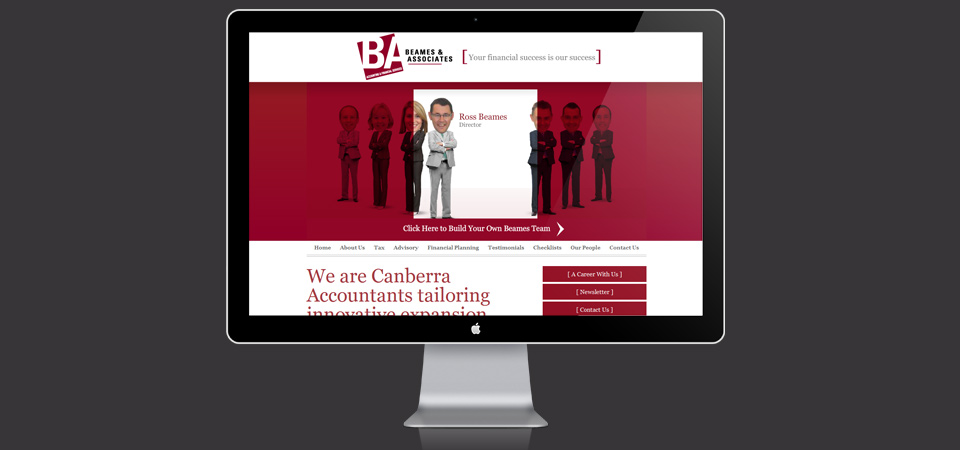 BA
BEAMES &
ASSOCIATES
[Your financial success is our success]
Ross Beames
Director
Click Here to Build Your Own Beames Team
Home About Us Tax Advisory Financial Planning Testimonials Checklists Our People Contact Us
We are Canberra
Accountants tailoring
innovative expansion
[ A Career With Us ]
[ Newsletter ]
[ Contact Us ]